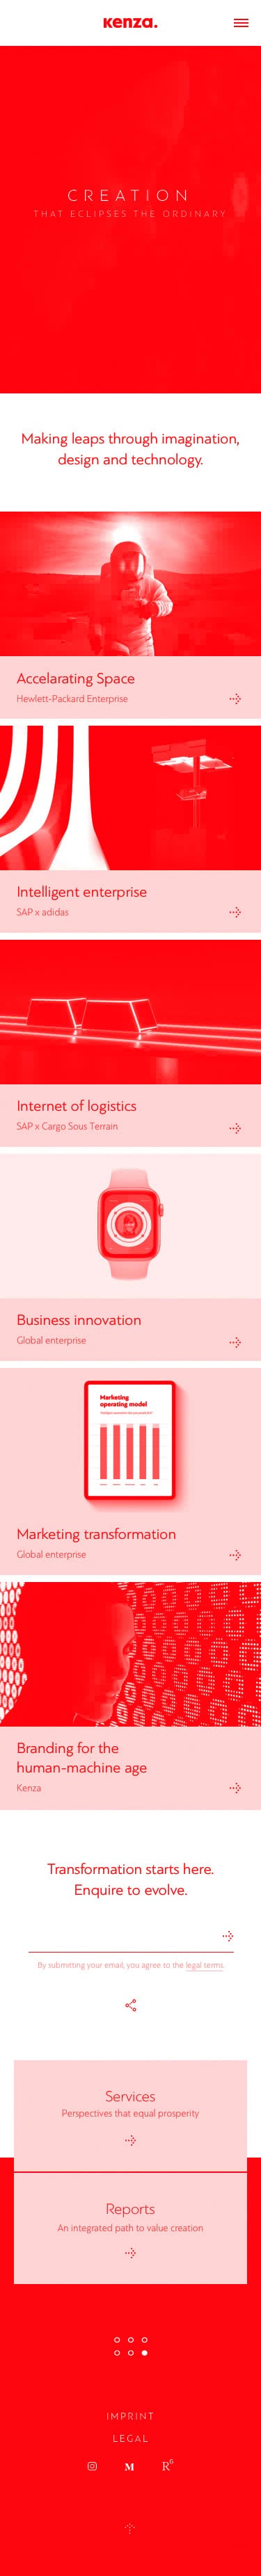 Kenza.
CREATION
THAT ECLIPSES THE ORDINARY
Making leaps through imagination,
design and technology.
Accelarating Space
Hewlett-Packard Enterprise
Intelligent enterprise
SAP x adidas
Internet of logistics
SAP x Cargo Sous Terrain
Business innovation
Global enterprise
Marketing
operating model
Marketing transformation
Global enterprise
Branding for the
human-machine age
Kenza
Transformation starts here.
Enquire to evolve.
By submitting your email, you agree to the legal terms.
Services
Perspectives that equal prosperity
Reports
An integrated path to value creation
IMPRINT
LEGAL
M
R6